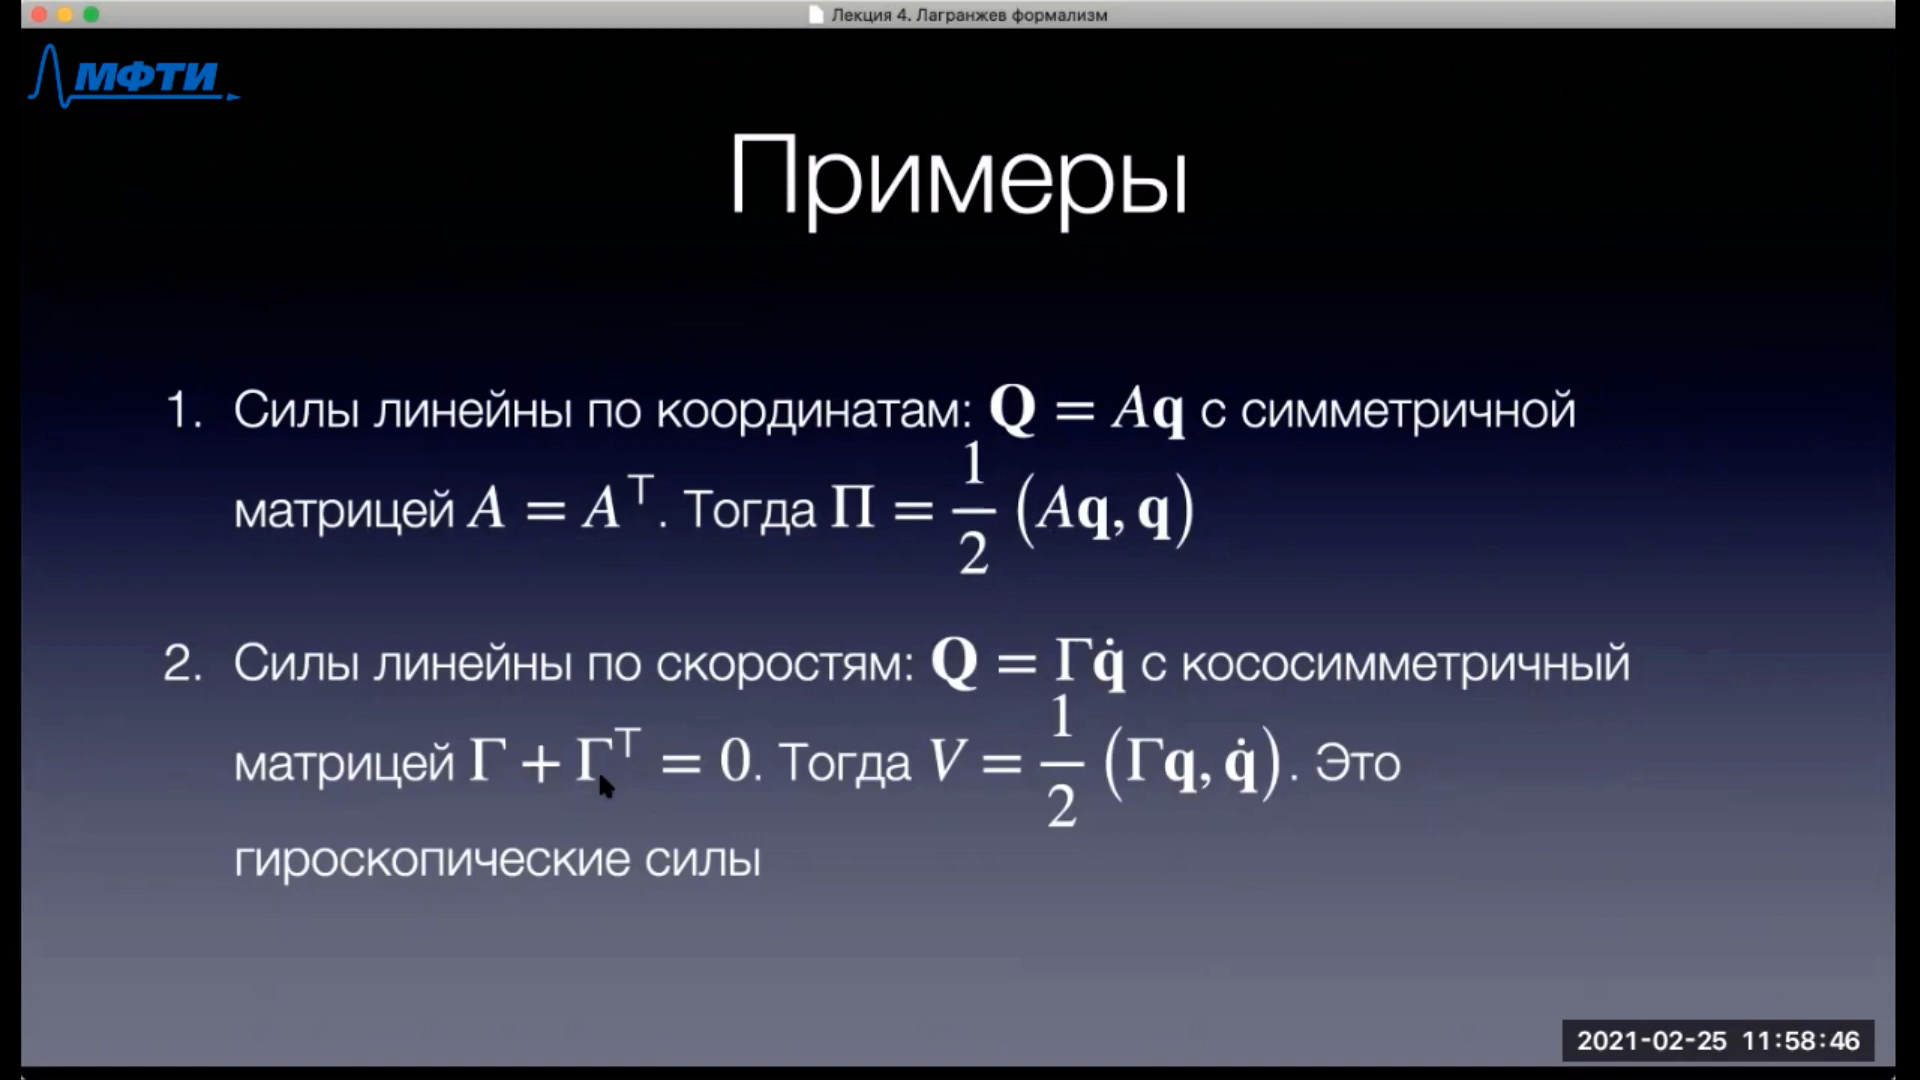 Лекция 4. Лагранжев формализм
МФТИ
Примеры
1. Силы линейны по координатам: Q = Aq с симметричной
матрицей A = Aᵀ. Тогда Π = 1/2 (Aq, q)
2. Силы линейны по скоростям: Q = Γq̇ с кососимметричный
матрицей Γ + Γᵀ = 0. Тогда V = 1/2 (Γq, q̇). Это
гироскопические силы
2021-02-25 11:58:46